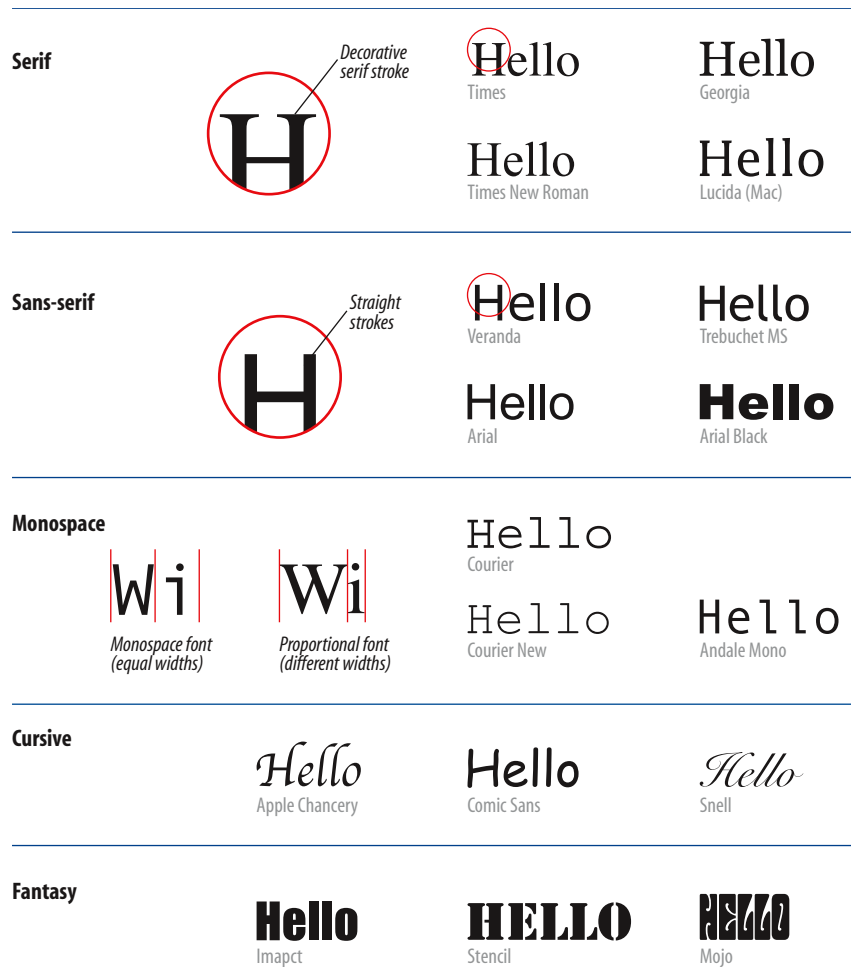 Serif
H
Decorative
serif stroke
Hello
Times
Hello
Georgia
Hello
Times New Roman
Hello
Lucida (Mac)
Sans-serif
H
Straight
strokes
Hello
Veranda
Hello
Trebuchet MS
Hello
Arial
Hello
Arial Black
Monospace
Wi
Monospace font
(equal widths)
Wi
Proportional font
(different widths)
Hello
Courier
Hello
Courier New
Hello
Andale Mono
Cursive
Hello
Apple Chancery
Hello
Comic Sans
Hello
Snell
Fantasy
Hello
Imapct
HELLO
Stencil
HELLO
Mojo